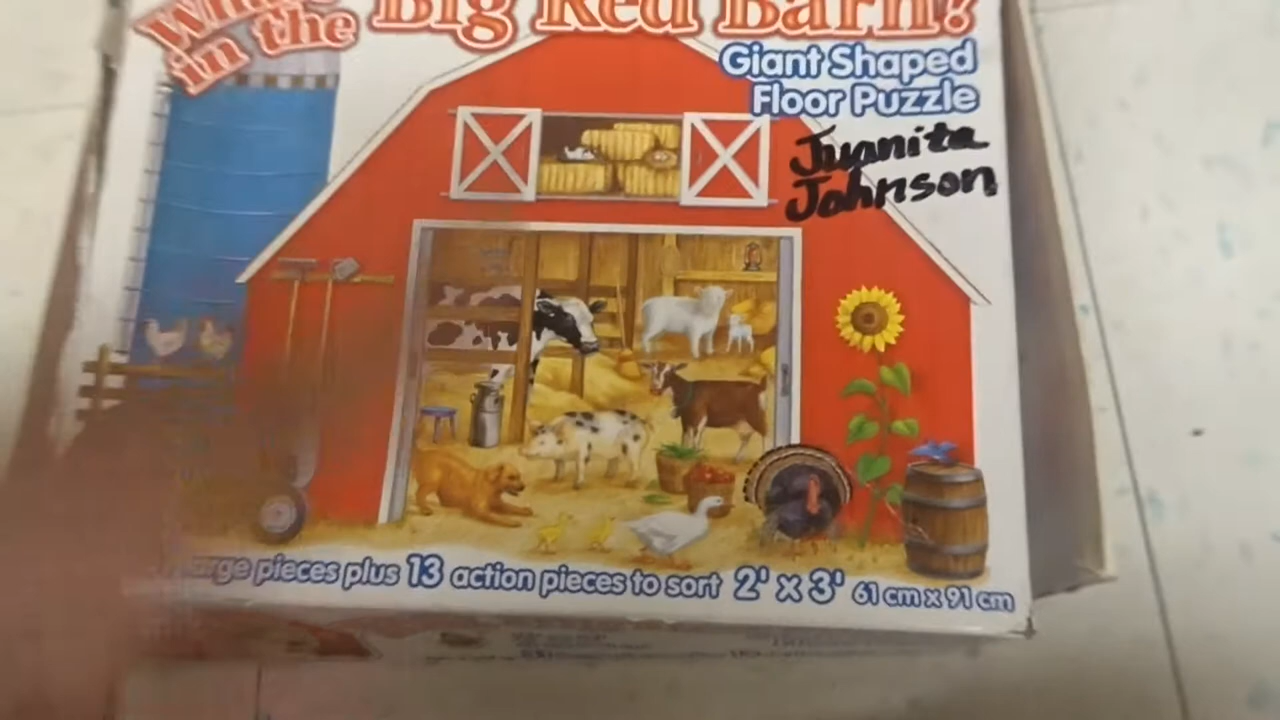 in the
Big Red Barn?
Giant Shaped
Floor Puzzle
Juanita
Johnson
pieces plus 13 action pieces to sort 2' x 3' 61 cm x 91 cm